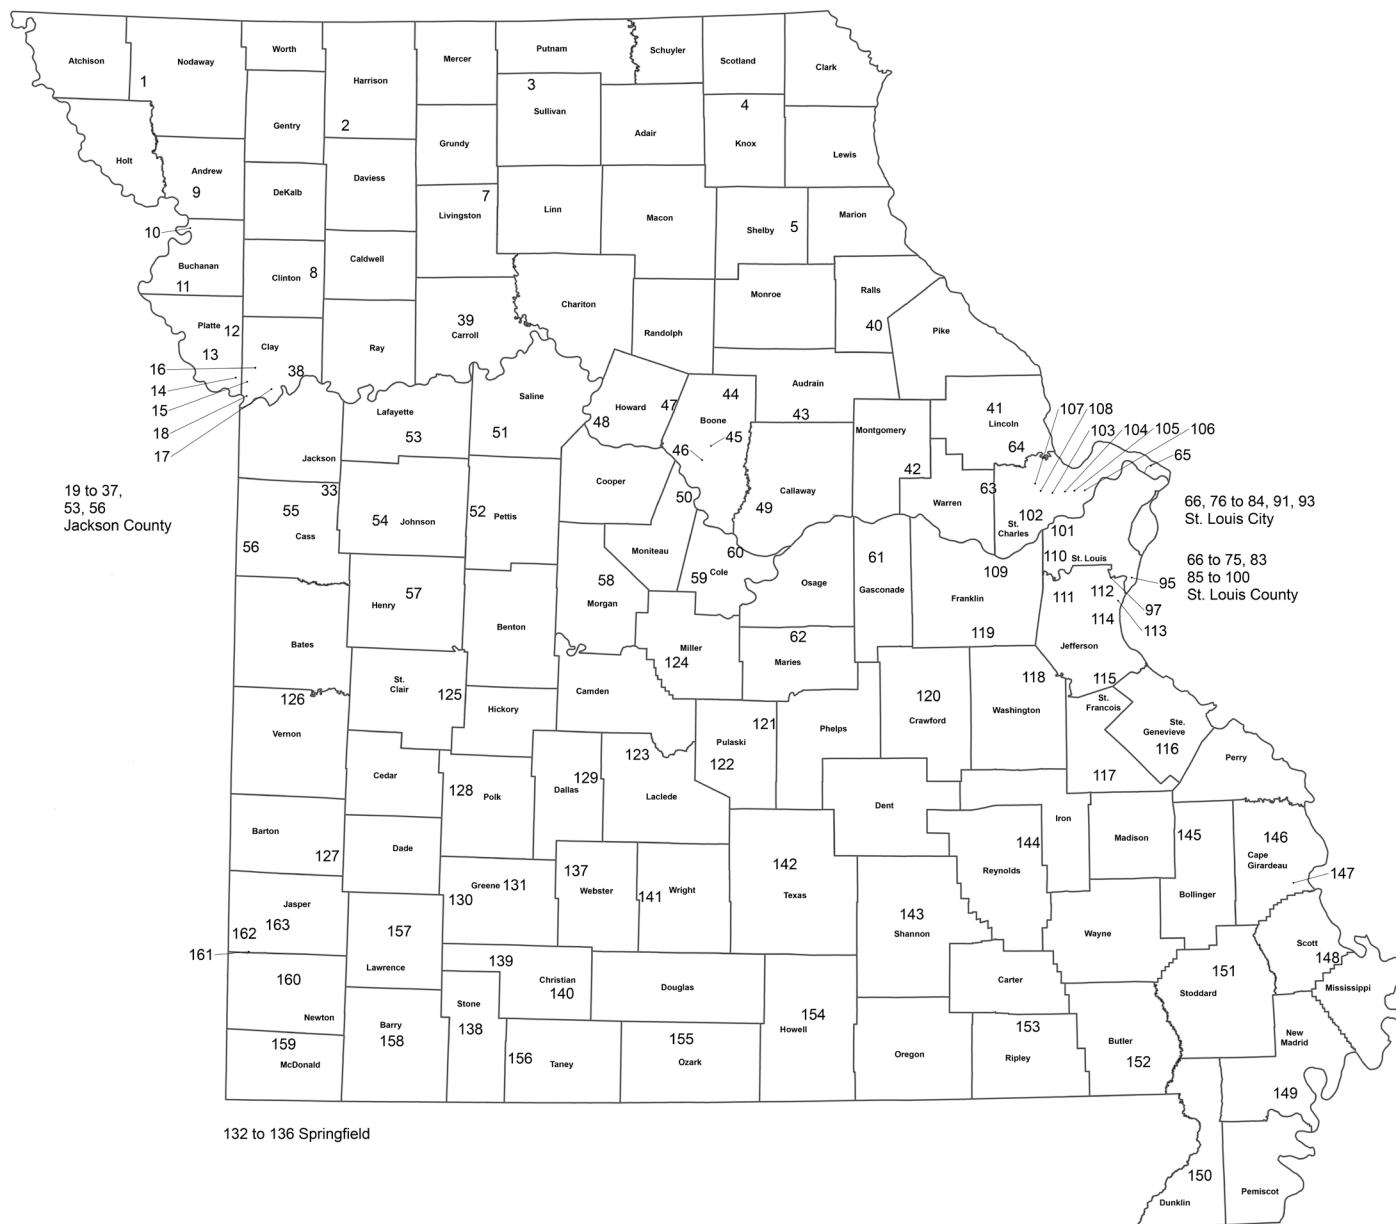 Atchison
Nodaway
Worth
Harrison
Mercer
Putnam
Schuyler
Scotland
Clark
1
3
Sullivan
4
Gentry
2
Grundy
Adair
Knox
Lewis
Holt
Andrew
9
DeKalb
Daviess
7
Livingston
Linn
Macon
Shelby
5
Marion
10
Buchanan
11
Clinton
8
Caldwell
Chariton
Monroe
Ralls
40
Pike
Platte
12
13
Clay
38
Ray
39
Carroll
Randolph
16
14
15
18
17
Audrain
43
Saline
51
Howard
47
48
44
Boone
45
46
41
Lincoln
64
107
108
103
104
105
106
65
Lafayette
53
Montgomery
42
Jackson
33
Cooper
50
Callaway
49
Warren
63
102
St.
Charles
101
19 to 37,
53, 56
Jackson County
66, 76 to 84, 91, 93
St. Louis City
66 to 75, 83
85 to 100
St. Louis County
55
Cass
56
54
Johnson
52
Pettis
Moniteau
60
59
Cole
61
Gasconade
Osage
109
Franklin
119
110
St. Louis
95
97
113
111
112
114
Jefferson
115
57
Henry
58
Morgan
Benton
Bates
Miller
124
62
Maries
St.
Clair
125
Hickory
Camden
126
Vernon
121
Pulaski
122
Phelps
120
Crawford
118
Washington
St.
Francois
Ste.
Genevieve
116
117
Perry
Cedar
128
Polk
Dallas
129
123
Laclede
Dent
Iron
Madison
145
Bollinger
146
Cape
Girardeau
147
Barton
127
Dade
Greene
131
130
137
Webster
141
Wright
142
Texas
144
Reynolds
Jasper
163
162
161
157
Lawrence
143
Shannon
Wayne
Scott
148
Mississippi
160
Newton
139
Christian
140
Stone
138
Douglas
154
Howell
Carter
151
Stoddard
159
McDonald
Barry
158
156
Taney
155
Ozark
Oregon
153
Ripley
Butler
152
New
Madrid
149
132 to 136 Springfield
150
Dunklin
Pemiscot